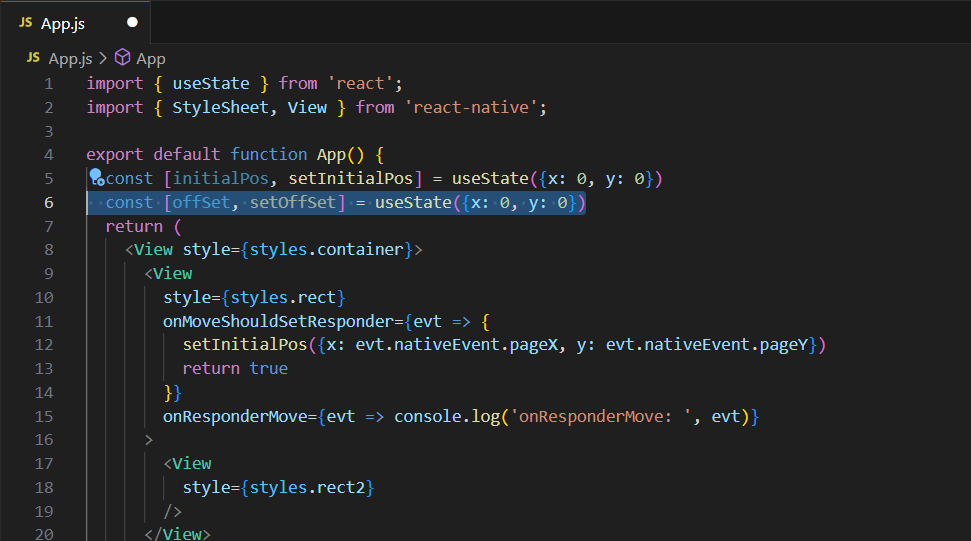 JS App.js
JS App.js > App
1 import { useState } from 'react';
2 import { StyleSheet, View } from 'react-native';
3
4 export default function App() {
5 const [initialPos, setInitialPos] = useState({x: 0, y: 0})
6 const [offSet, setOffSet] = useState({x: 0, y: 0})
7 return (
8 <View style={styles.container}>
9 <View
10 style={styles.rect}
11 onMoveShouldSetResponder={evt => {
12 setInitialPos({x: evt.nativeEvent.pageX, y: evt.nativeEvent.pageY})
13 return true
14 }}
15 onResponderMove={evt => console.log('onResponderMove: ', evt)}
16 >
17 <View
18 style={styles.rect2}
19 />
20 </View>